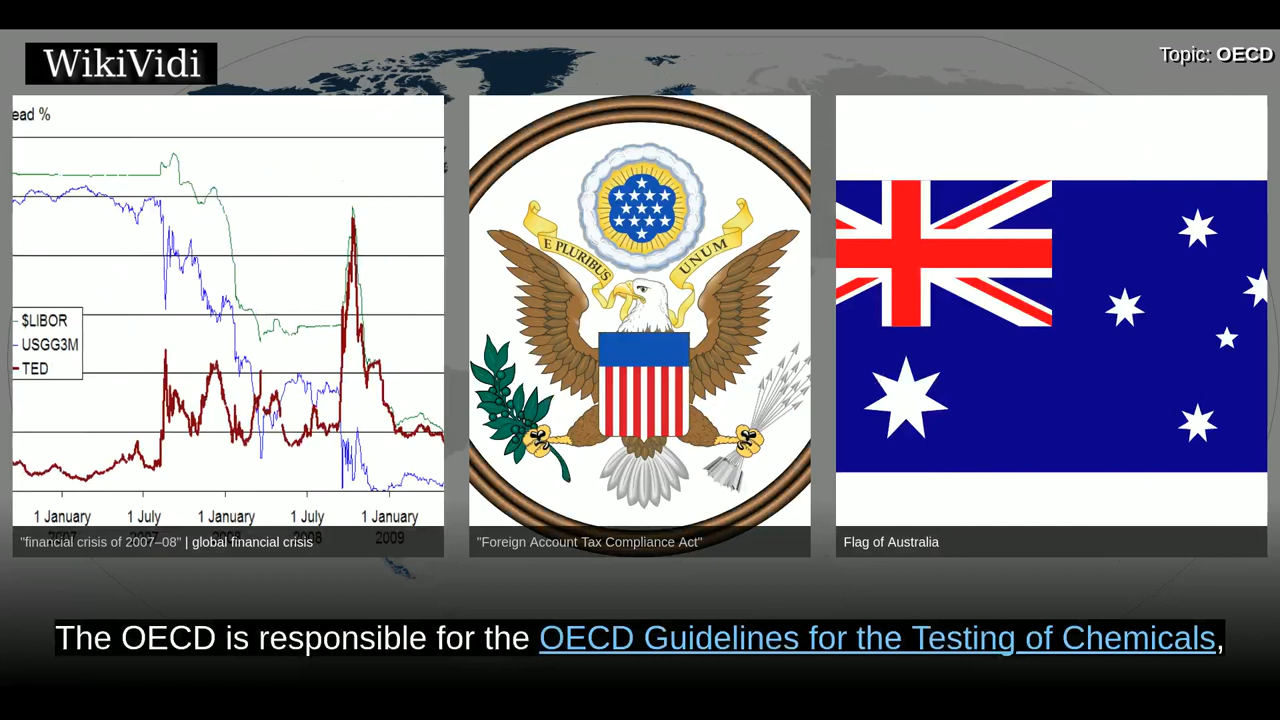 WikiVidi
Topic: OECD
ead %
$LIBOR
USGG3M
TED
1 January
1 July
1 January
1 July
1 January
2007
2008
2009
"financial crisis of 2007–08" | global financial crisis
E PLURIBUS
UNUM
"Foreign Account Tax Compliance Act"
Flag of Australia
The OECD is responsible for the OECD Guidelines for the Testing of Chemicals,